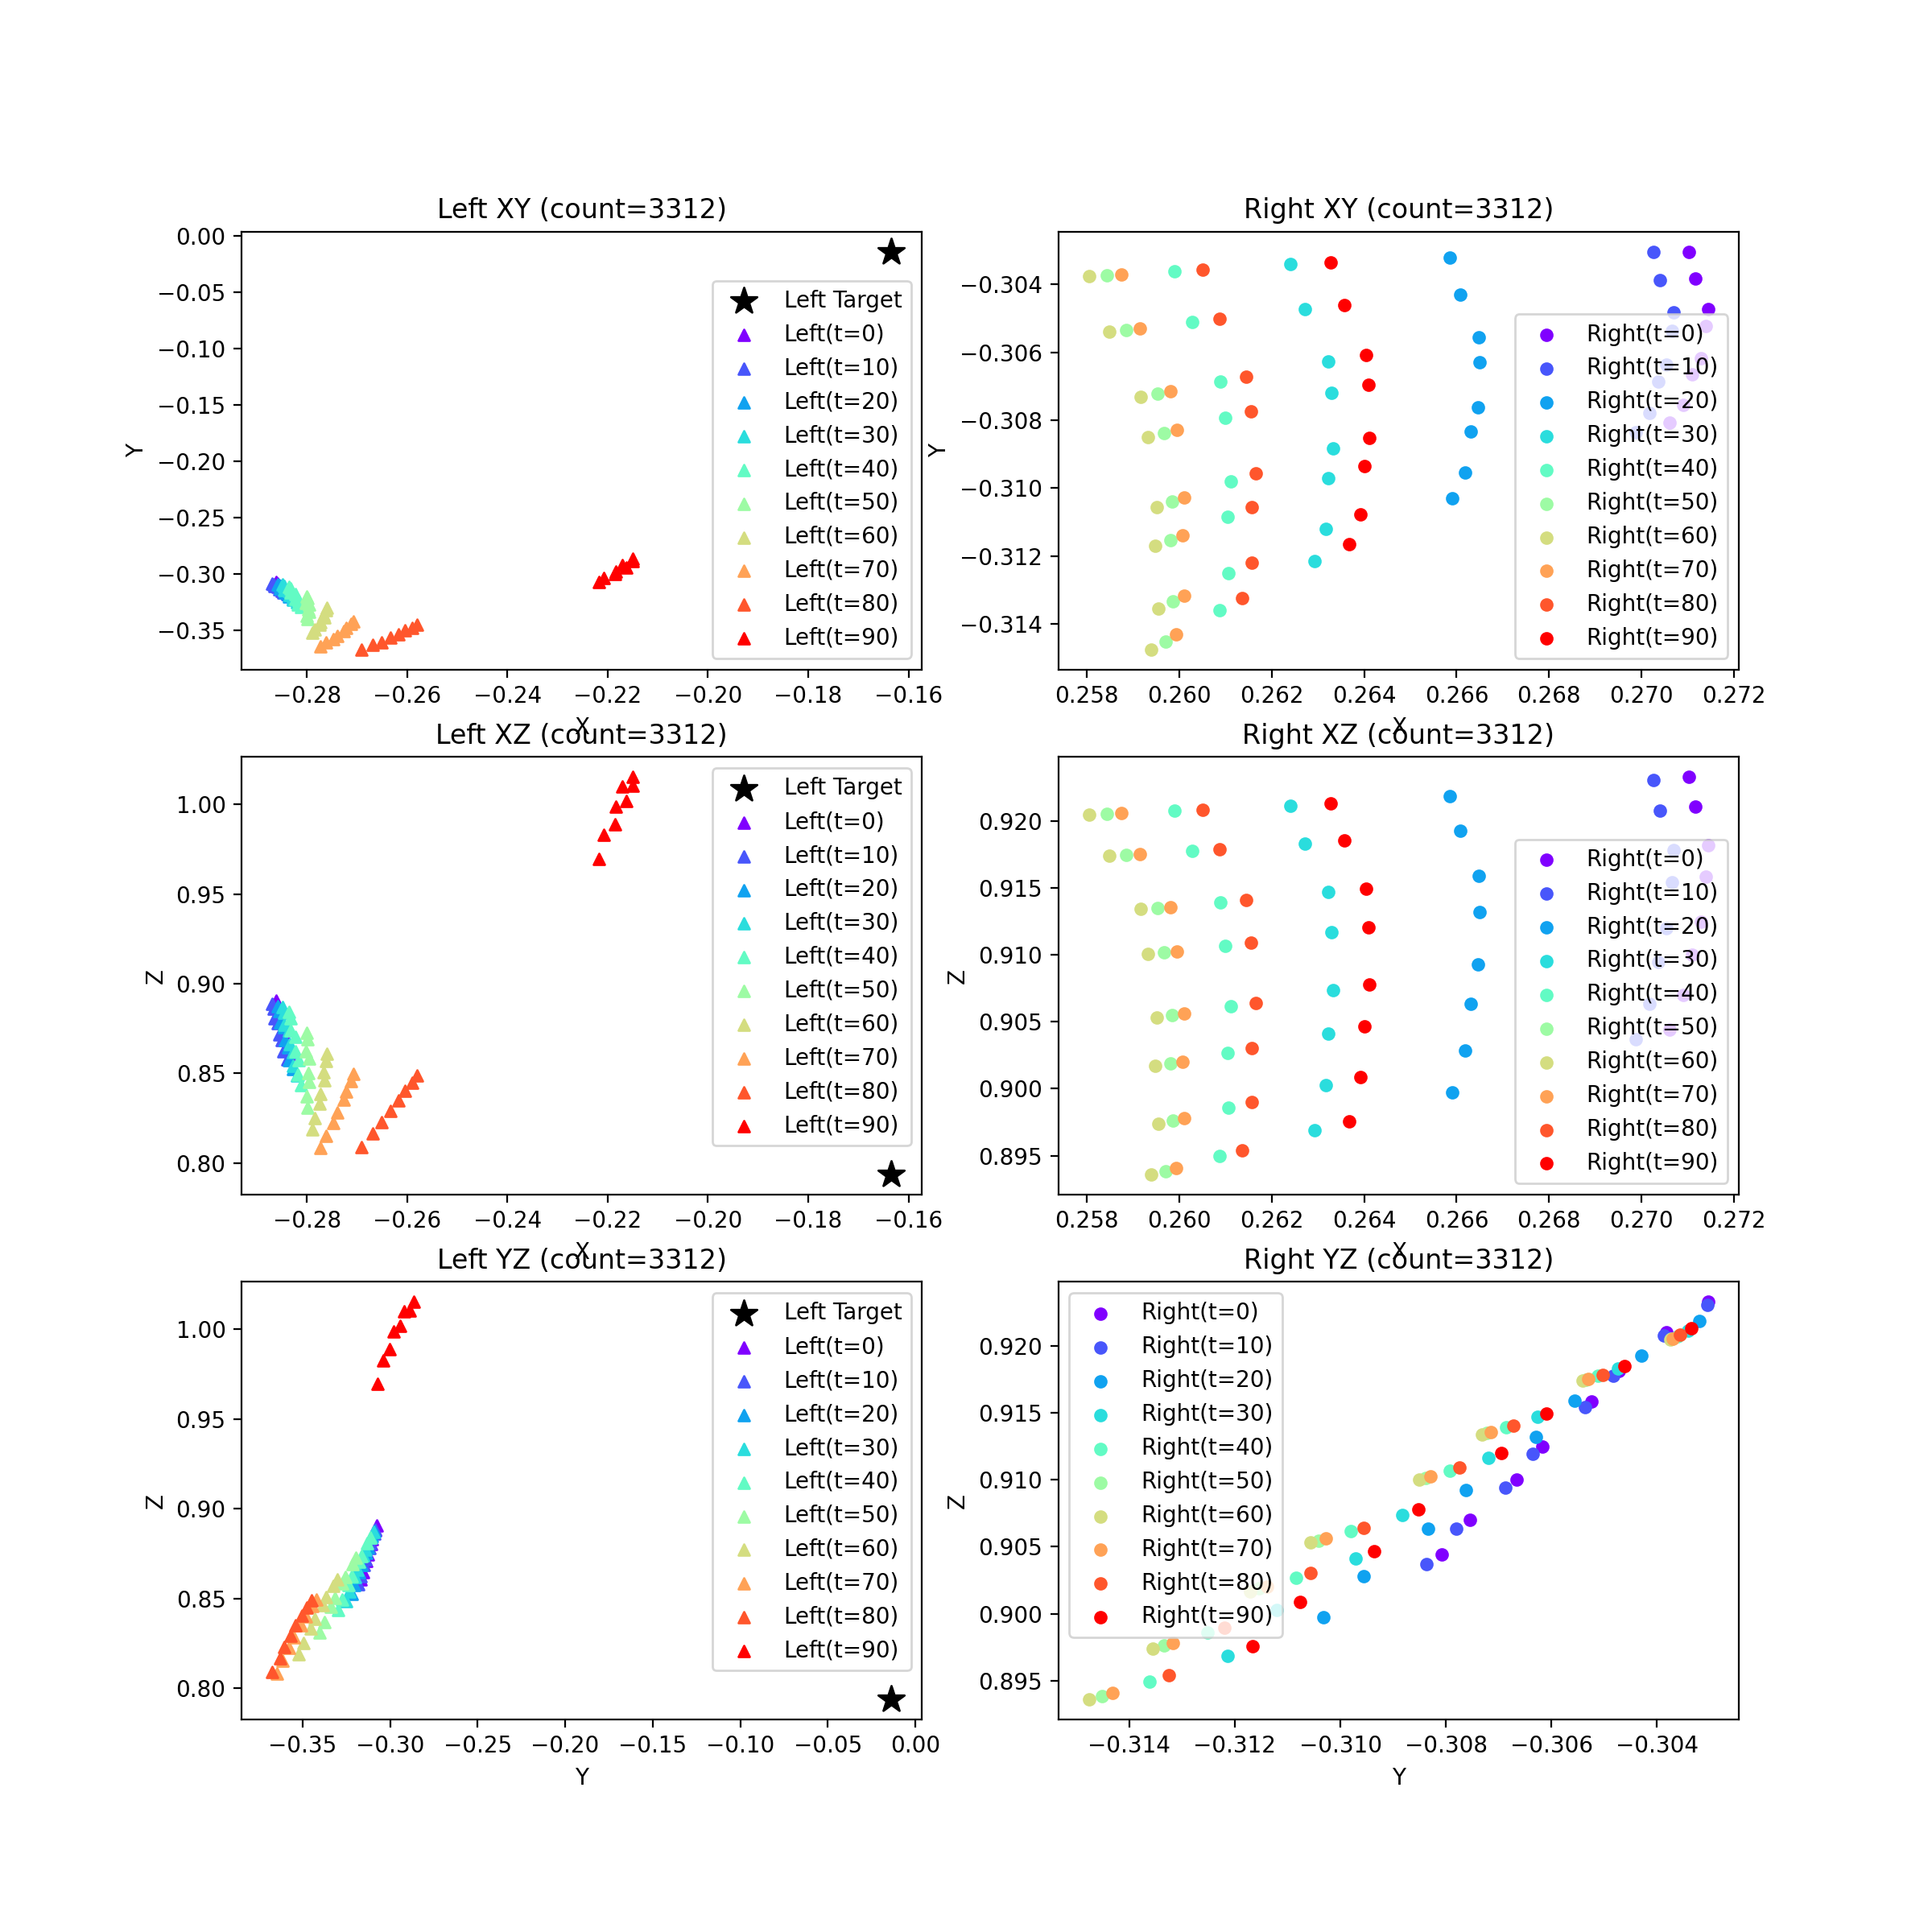 Left XY (count=3312)
0.00
−0.05
−0.10
−0.15
−0.20
−0.25
−0.30
−0.35
Y
−0.28
−0.26
−0.24
−0.22
−0.20
−0.18
−0.16
X
Left Target
Left(t=0)
Left(t=10)
Left(t=20)
Left(t=30)
Left(t=40)
Left(t=50)
Left(t=60)
Left(t=70)
Left(t=80)
Left(t=90)
Right XY (count=3312)
−0.304
−0.306
−0.308
−0.310
−0.312
−0.314
Y
0.258
0.260
0.262
0.264
0.266
0.268
0.270
0.272
X
Right(t=0)
Right(t=10)
Right(t=20)
Right(t=30)
Right(t=40)
Right(t=50)
Right(t=60)
Right(t=70)
Right(t=80)
Right(t=90)
Left XZ (count=3312)
1.00
0.95
0.90
0.85
0.80
Z
−0.28
−0.26
−0.24
−0.22
−0.20
−0.18
−0.16
X
Left Target
Left(t=0)
Left(t=10)
Left(t=20)
Left(t=30)
Left(t=40)
Left(t=50)
Left(t=60)
Left(t=70)
Left(t=80)
Left(t=90)
Right XZ (count=3312)
0.920
0.915
0.910
0.905
0.900
0.895
Z
0.258
0.260
0.262
0.264
0.266
0.268
0.270
0.272
X
Right(t=0)
Right(t=10)
Right(t=20)
Right(t=30)
Right(t=40)
Right(t=50)
Right(t=60)
Right(t=70)
Right(t=80)
Right(t=90)
Left YZ (count=3312)
1.00
0.95
0.90
0.85
0.80
Z
−0.35
−0.30
−0.25
−0.20
−0.15
−0.10
−0.05
0.00
Y
Left Target
Left(t=0)
Left(t=10)
Left(t=20)
Left(t=30)
Left(t=40)
Left(t=50)
Left(t=60)
Left(t=70)
Left(t=80)
Left(t=90)
Right YZ (count=3312)
0.920
0.915
0.910
0.905
0.900
0.895
Z
−0.314
−0.312
−0.310
−0.308
−0.306
−0.304
Y
Right(t=0)
Right(t=10)
Right(t=20)
Right(t=30)
Right(t=40)
Right(t=50)
Right(t=60)
Right(t=70)
Right(t=80)
Right(t=90)